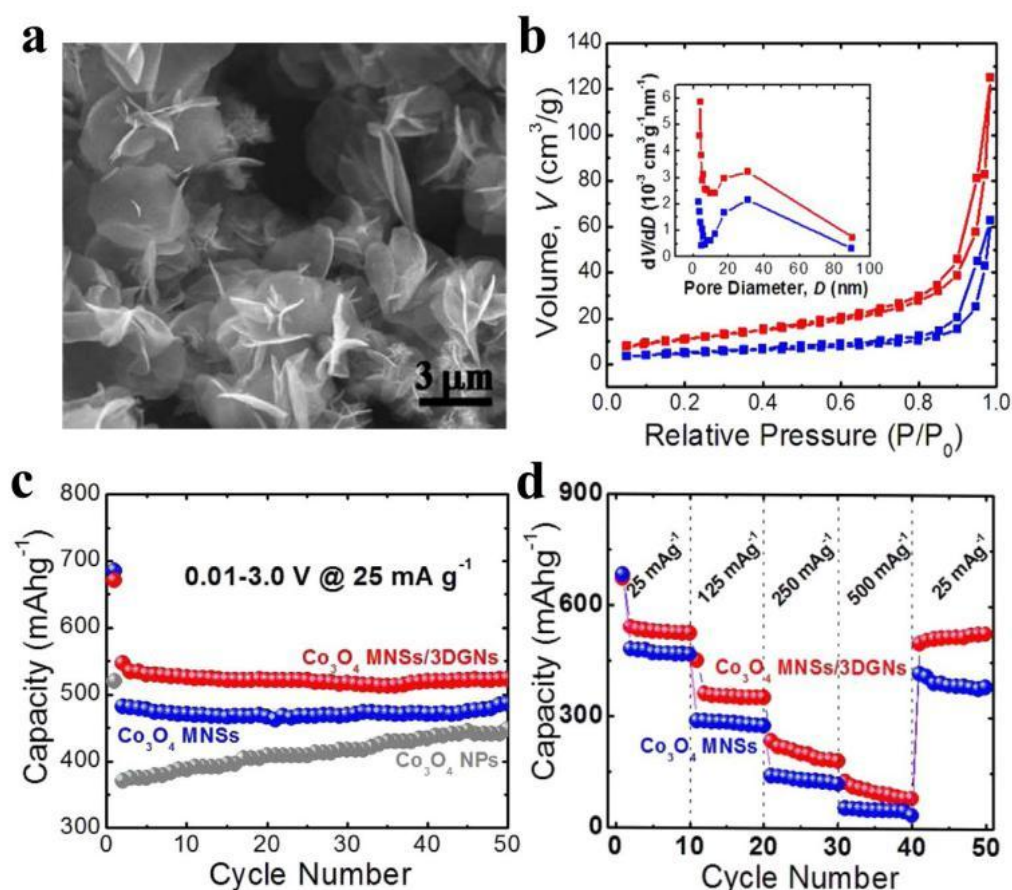 a
3 μm
b
140
120
100
80
60
40
20
0
Volume, V (cm³/g)
0.0 0.2 0.4 0.6 0.8 1.0
Relative Pressure (P/P₀)
6
5
4
3
2
1
0
dV/dD (10⁻³ cm³g⁻¹nm⁻¹)
0 20 40 60 80 100
Pore Diameter, D (nm)
c
800
700
600
500
400
300
Capacity (mAhg⁻¹)
0.01-3.0 V @ 25 mA g⁻¹
Co₃O₄ MNSs/3DGNs
Co₃O₄ MNSs
Co₃O₄ NPs
0 10 20 30 40 50
Cycle Number
d
900
600
300
0
Capacity (mAhg⁻¹)
25 mAg⁻¹
125 mAg⁻¹
250 mAg⁻¹
500 mAg⁻¹
25 mAg⁻¹
Co₃O₄ MNSs/3DGNs
Co₃O₄ MNSs
0 10 20 30 40 50
Cycle Number